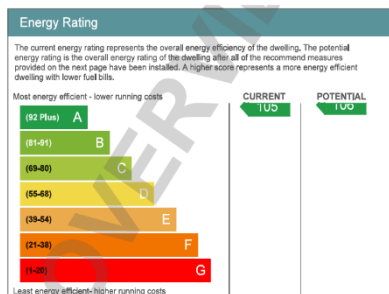 Energy Rating
The current energy rating represents the overall energy efficiency of the dwelling. The potential
energy rating is the overall energy rating of the dwelling after all of the recommend measures
provided on the next page have been installed. A higher score represents a more energy efficient
dwelling with lower fuel bills.
Most energy efficient - lower running costs
CURRENT POTENTIAL
105 106
(92 Plus) A
(81-91) B
(69-80) C
(55-68) D
(39-54) E
(21-38) F
(1-20) G
Least energy efficient- higher running costs
OVERVIEW